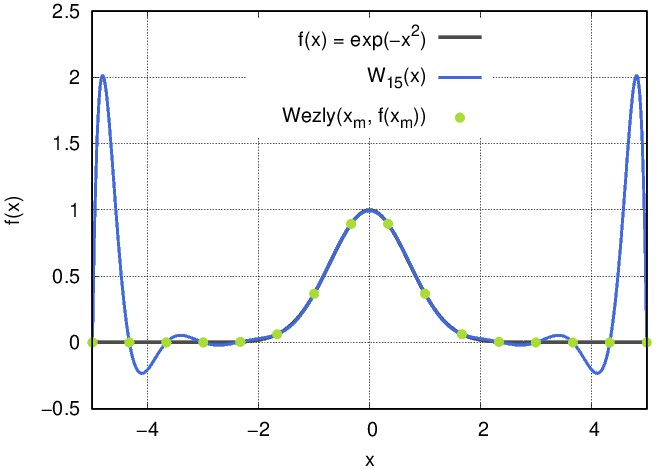 2.5
2
1.5
1
0.5
0
−0.5
f(x)
f(x) = exp(−x²)
W₁₅(x)
Wezly(xₘ, f(xₘ))
−4
−2
0
2
4
x